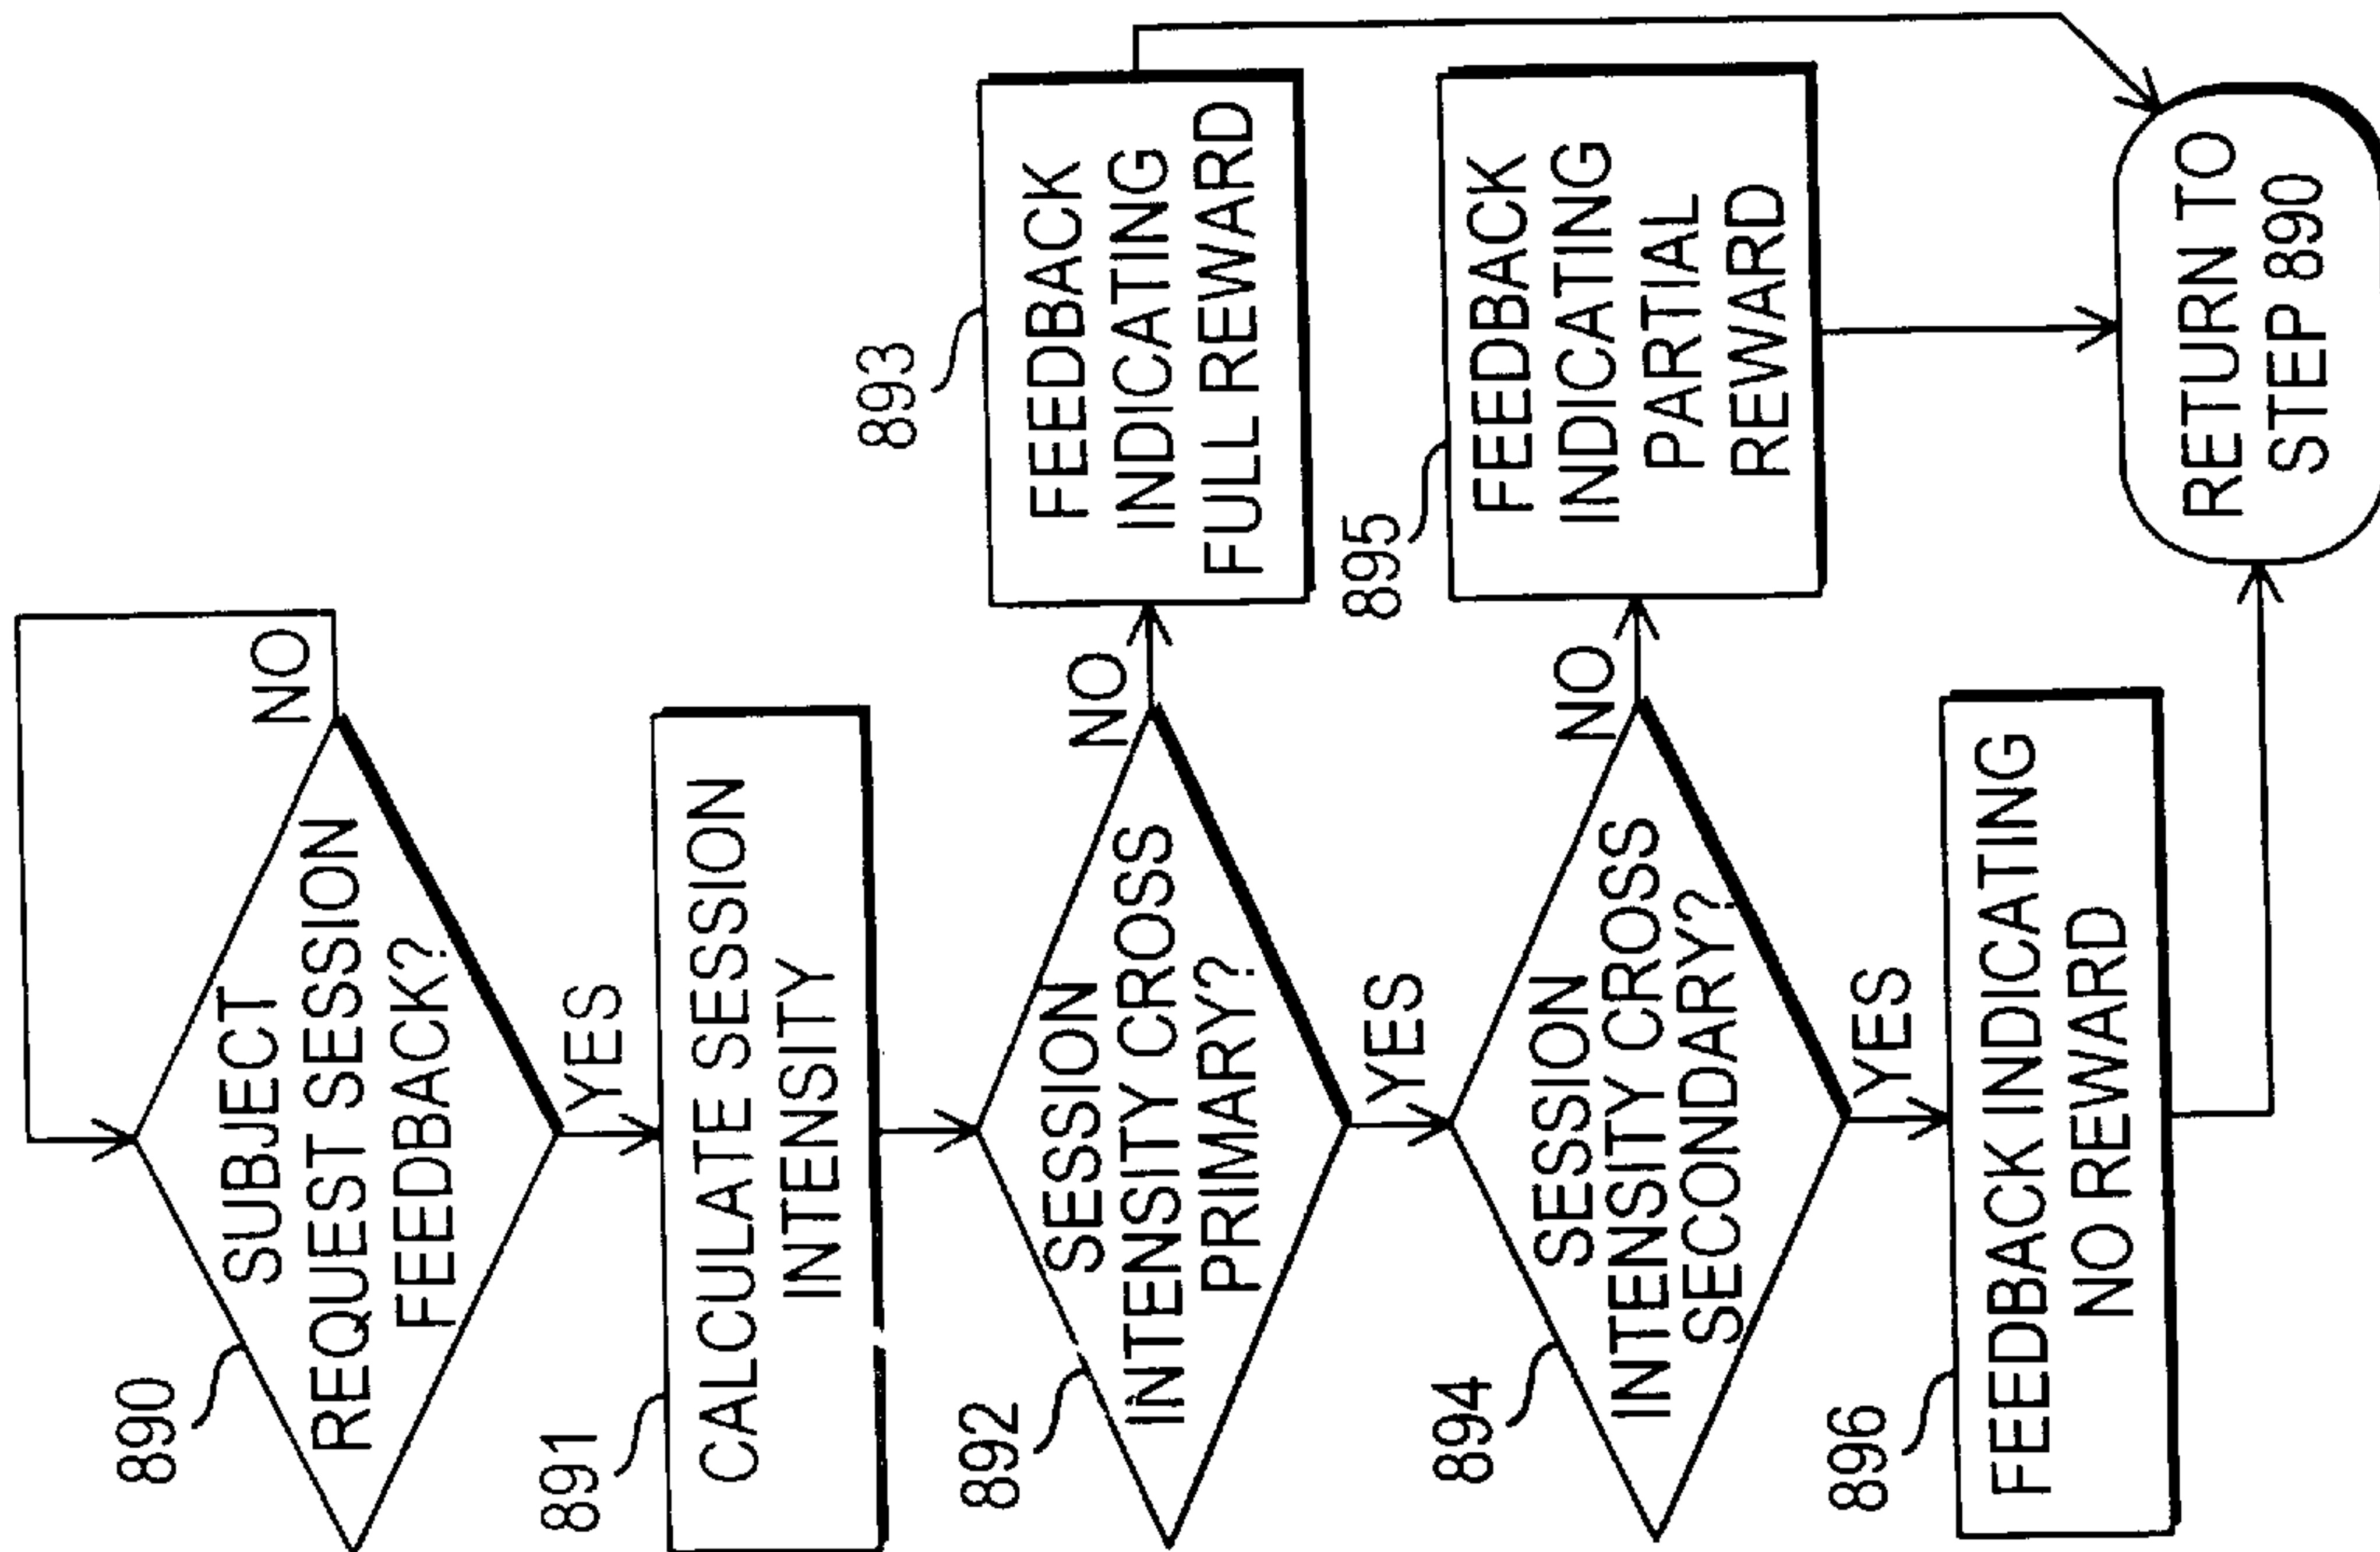 890
SUBJECT
REQUEST SESSION
FEEDBACK?
NO
YES
891
CALCULATE SESSION
INTENSITY
892
SESSION
INTENSITY CROSS
PRIMARY?
NO
893
FEEDBACK
INDICATING
FULL REWARD
YES
894
SESSION
INTENSITY CROSS
SECONDARY?
NO
895
FEEDBACK
INDICATING
PARTIAL
REWARD
YES
896
FEEDBACK INDICATING
NO REWARD
RETURN TO
STEP 890